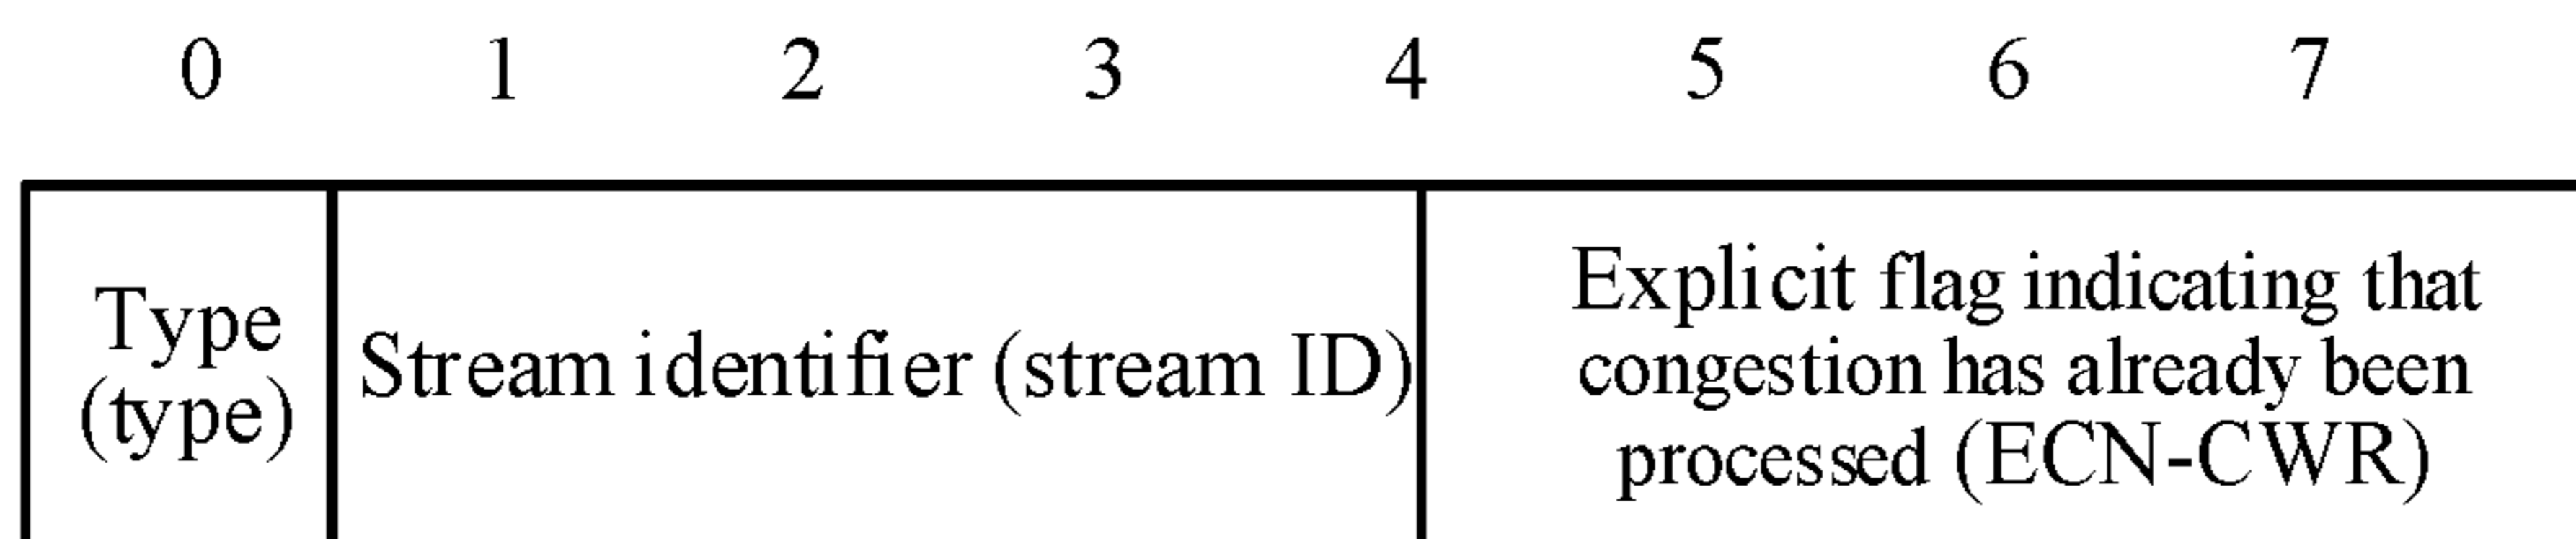 0 1 2 3 4 5 6 7
Type
(type)
Stream identifier (stream ID)
Explicit flag indicating that
congestion has already been
processed (ECN-CWR)